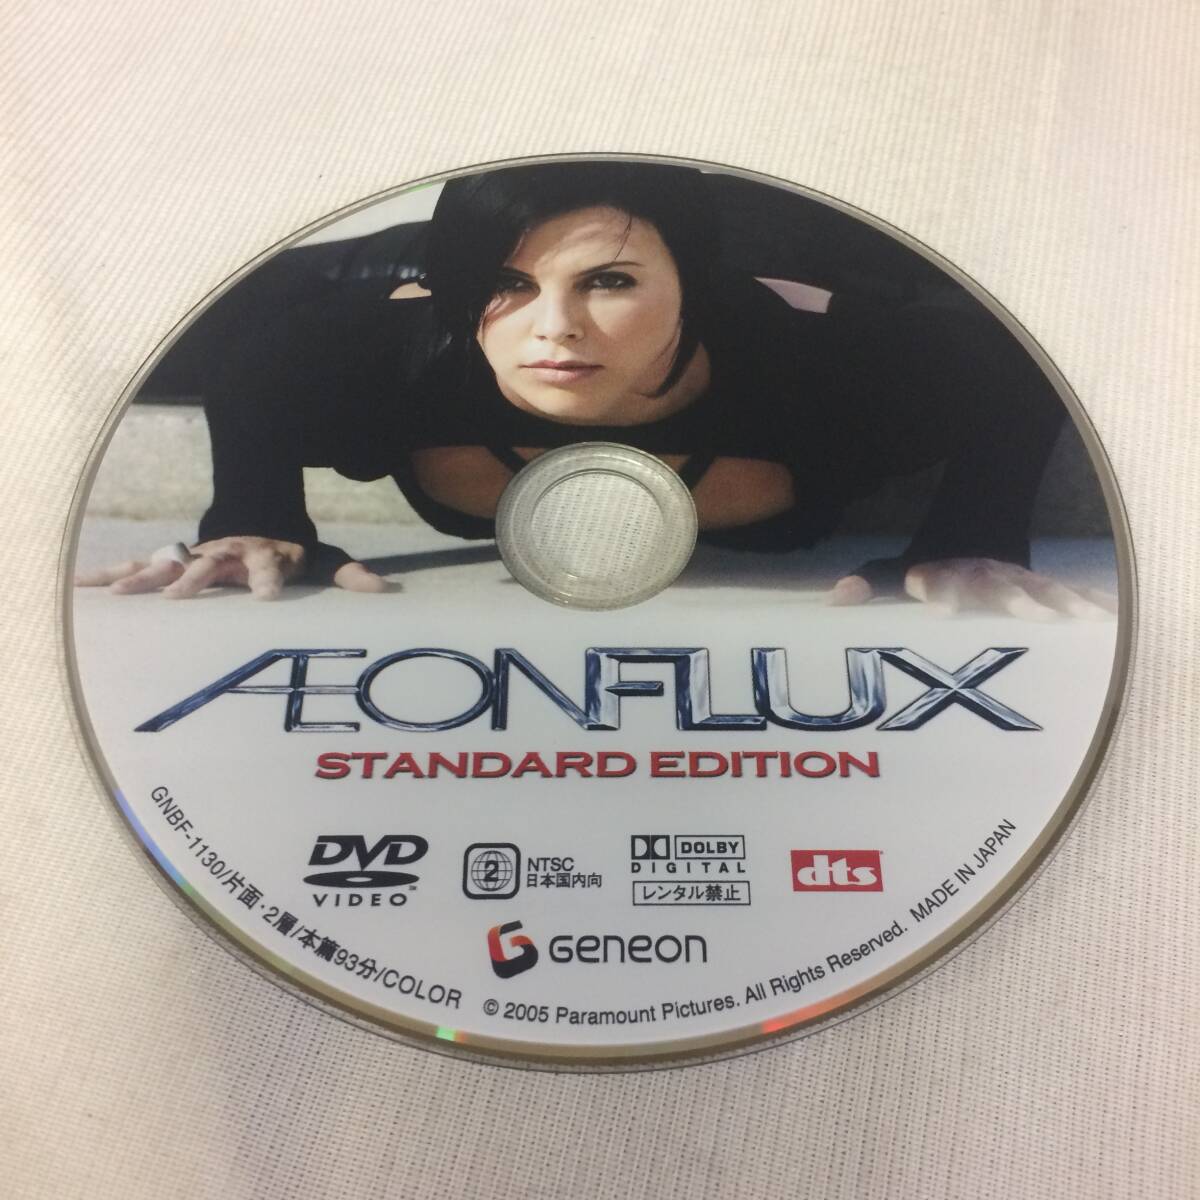 ÆONFLUX
STANDARD EDITION
DVD
VIDEO
2
NTSC
日本国内向
DOLBY
DIGITAL
レンタル禁止
dts
Geneon
GNBF-1130/片面・2層/本篇93分/COLOR
© 2005 Paramount Pictures. All Rights Reserved. MADE IN JAPAN